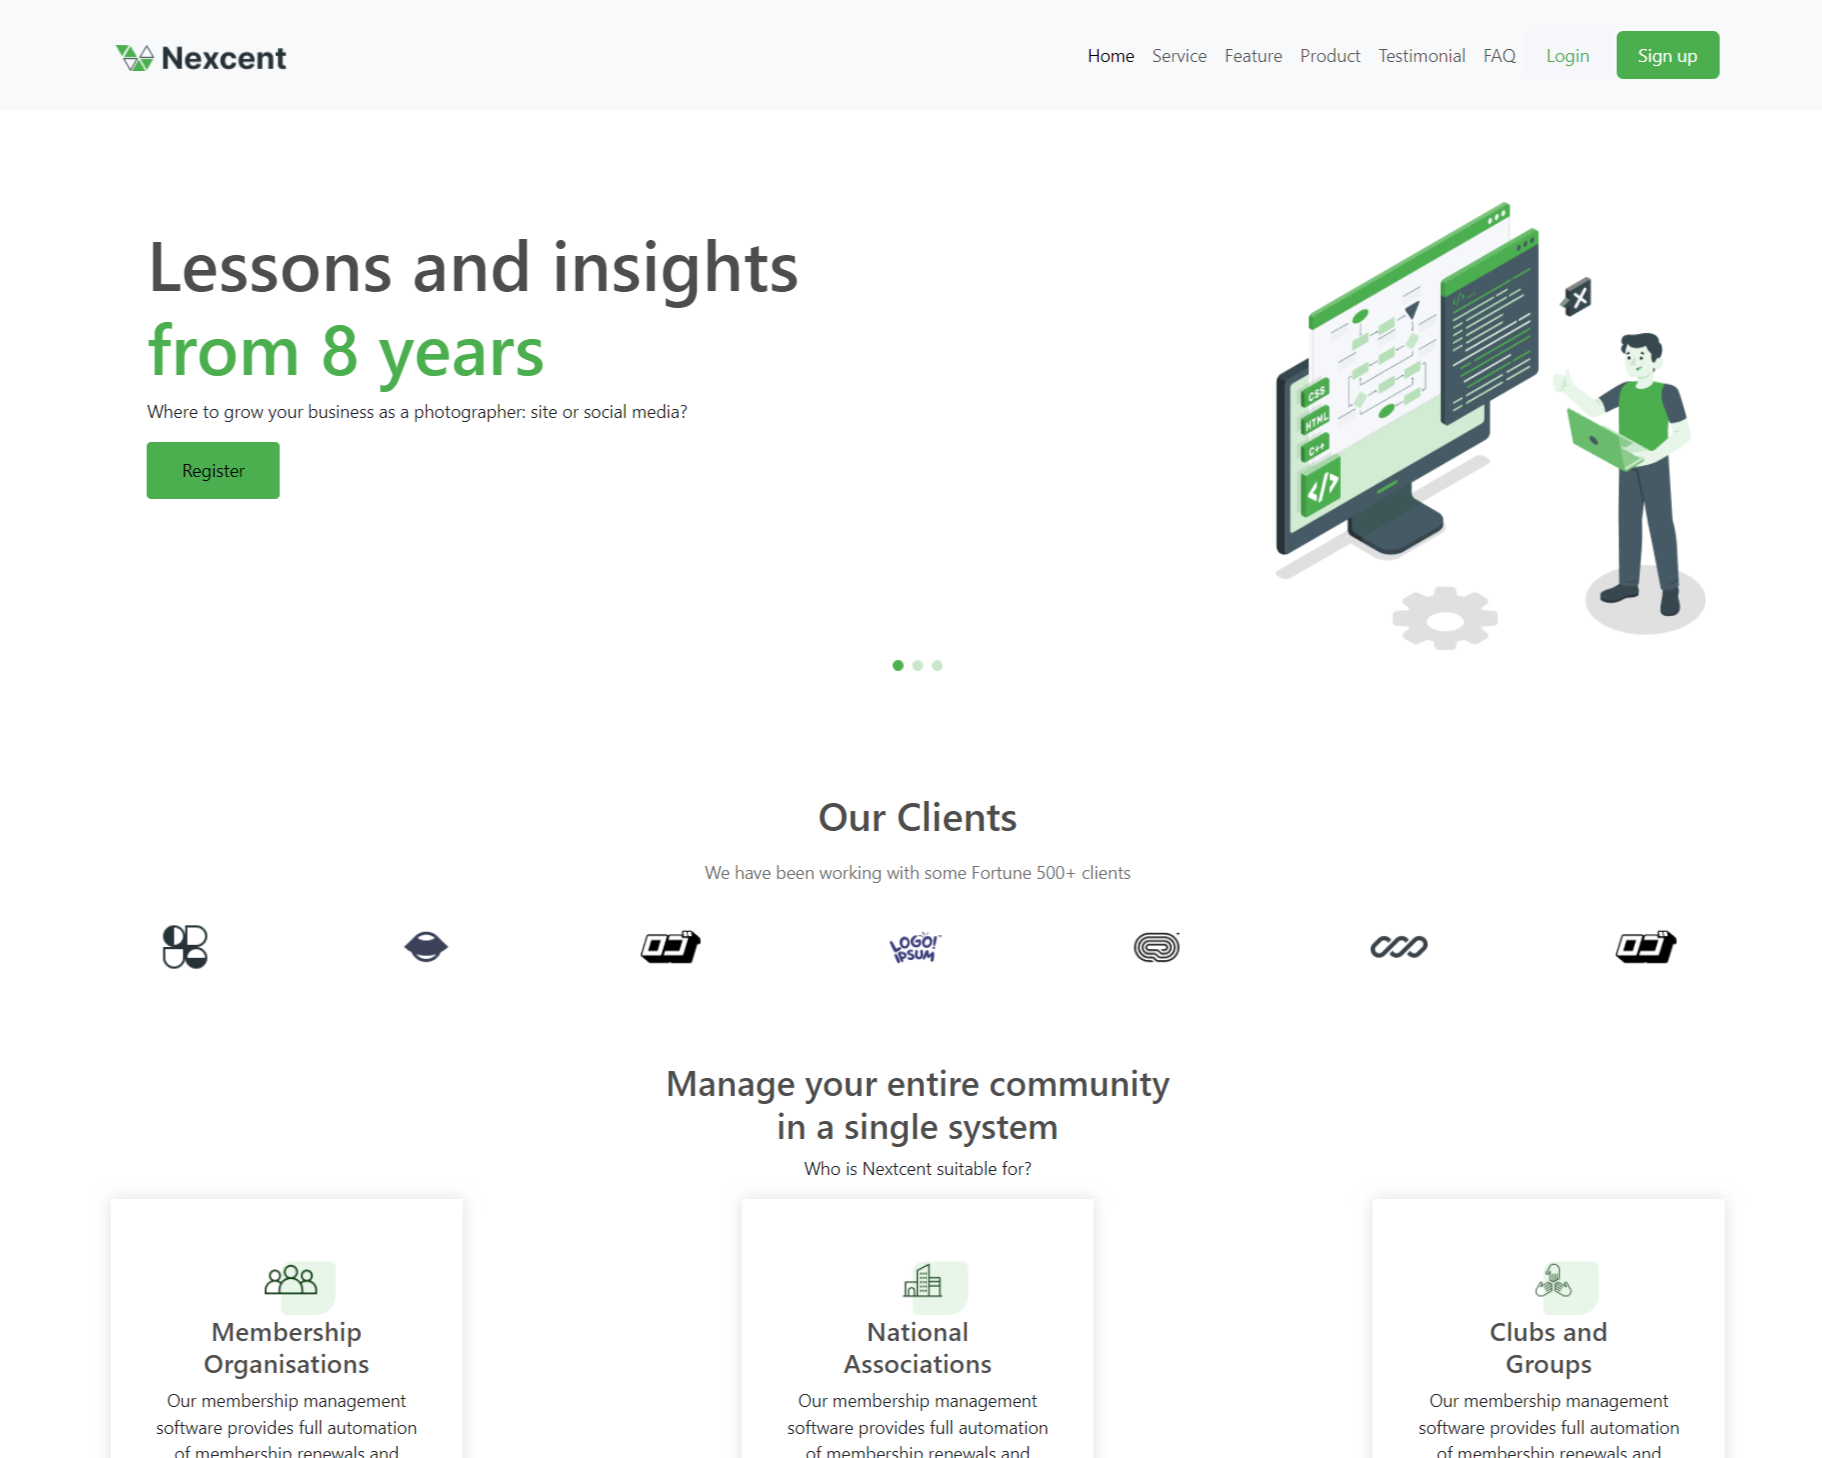 Nexcent
Home Service Feature Product Testimonial FAQ Login Sign up
Lessons and insights
from 8 years
Where to grow your business as a photographer: site or social media?
Register
CSS
HTML
C++
</>
Our Clients
We have been working with some Fortune 500+ clients
LOGO!
IPSUM
Manage your entire community
in a single system
Who is Nextcent suitable for?
Membership
Organisations
Our membership management
software provides full automation
of membership renewals and
National
Associations
Our membership management
software provides full automation
of membership renewals and
Clubs and
Groups
Our membership management
software provides full automation
of membership renewals and